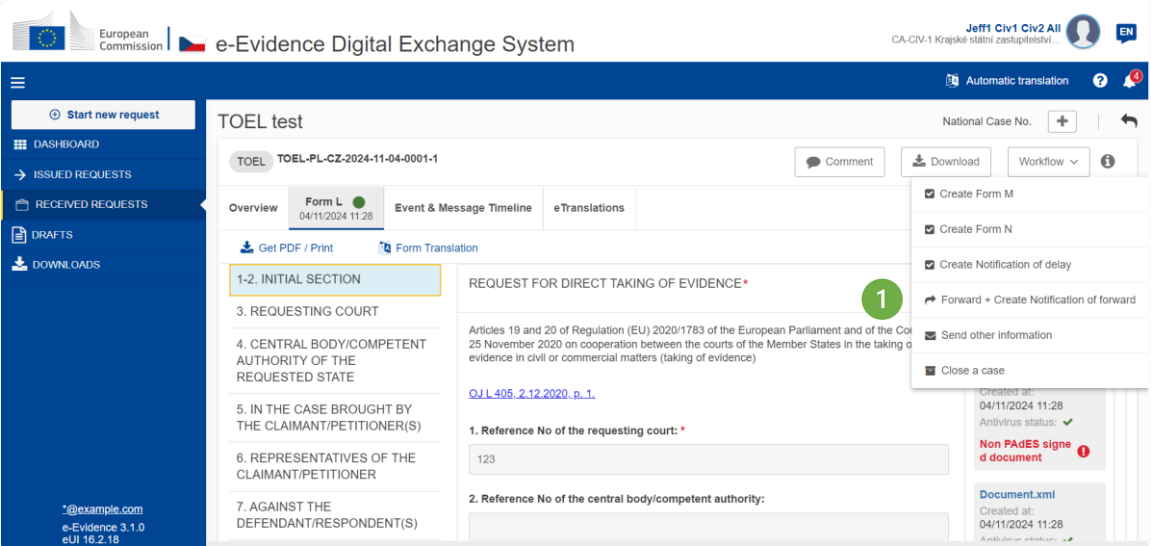 European
Commission
e-Evidence Digital Exchange System
Jeff1 Civ1 Civ2 All
CA-CIV-1 Krajské státní zastupitelství...
EN
Automatic translation
?
4
Start new request
DASHBOARD
ISSUED REQUESTS
RECEIVED REQUESTS
DRAFTS
DOWNLOADS
*@example.com
e-Evidence 3.1.0
eUI 16.2.18
TOEL test
National Case No.
TOEL
TOEL-PL-CZ-2024-11-04-0001-1
Comment
Download
Workflow
Overview
Form L
04/11/2024 11:28
Event & Message Timeline
eTranslations
Get PDF / Print
Form Translation
1-2. INITIAL SECTION
3. REQUESTING COURT
4. CENTRAL BODY/COMPETENT
AUTHORITY OF THE
REQUESTED STATE
5. IN THE CASE BROUGHT BY
THE CLAIMANT/PETITIONER(S)
6. REPRESENTATIVES OF THE
CLAIMANT/PETITIONER
7. AGAINST THE
DEFENDANT/RESPONDENT(S)
REQUEST FOR DIRECT TAKING OF EVIDENCE*
Articles 19 and 20 of Regulation (EU) 2020/1783 of the European Parliament and of the Cou
25 November 2020 on cooperation between the courts of the Member States in the taking o
evidence in civil or commercial matters (taking of evidence)
OJ L 405, 2.12.2020, p. 1.
1. Reference No of the requesting court: *
123
2. Reference No of the central body/competent authority:
1
Create Form M
Create Form N
Create Notification of delay
Forward + Create Notification of forward
Send other information
Close a case
Created at:
04/11/2024 11:28
Antivirus status:
Non PAdES signe
d document
Document.xml
Created at:
04/11/2024 11:28
Antivirus status: